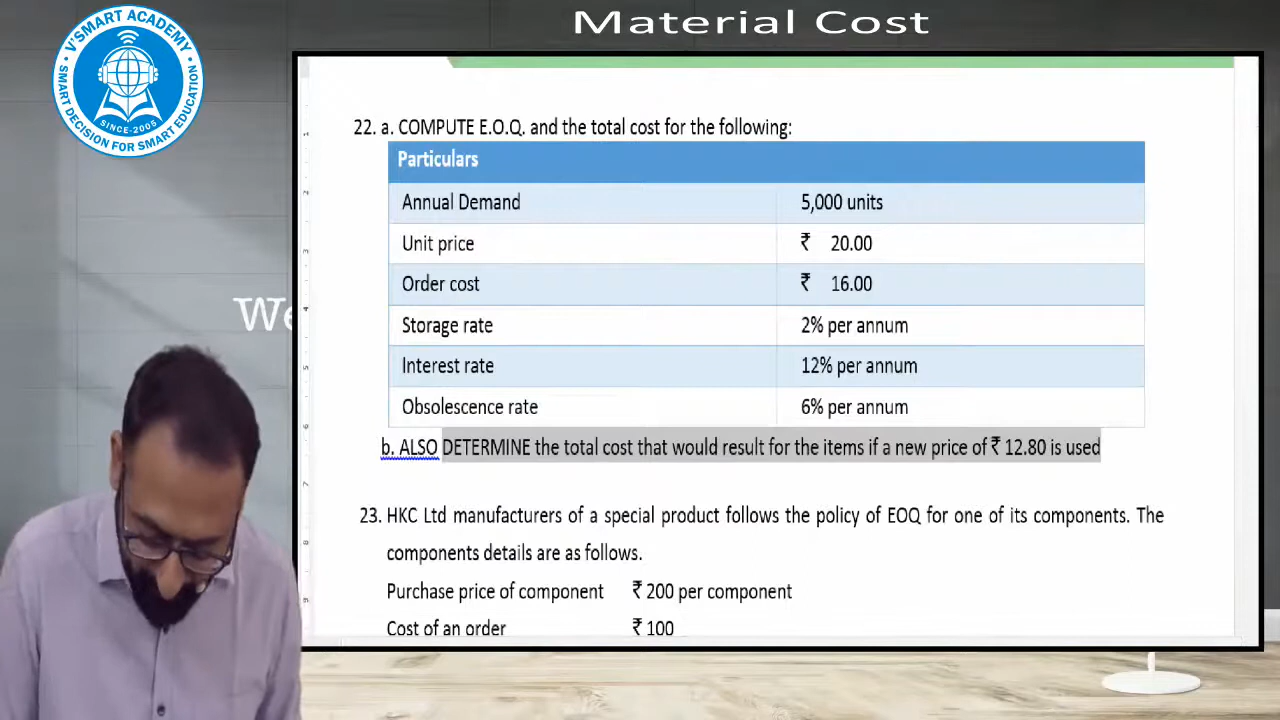 Material Cost
V'SMART ACADEMY
SMART DECISION FOR SMART EDUCATION
SINCE-2005
We
22. a. COMPUTE E.O.Q. and the total cost for the following:
Particulars
Annual Demand 5,000 units
Unit price ₹ 20.00
Order cost ₹ 16.00
Storage rate 2% per annum
Interest rate 12% per annum
Obsolescence rate 6% per annum
b. ALSO DETERMINE the total cost that would result for the items if a new price of ₹ 12.80 is used
23. HKC Ltd manufacturers of a special product follows the policy of EOQ for one of its components. The
components details are as follows.
Purchase price of component ₹ 200 per component
Cost of an order ₹ 100